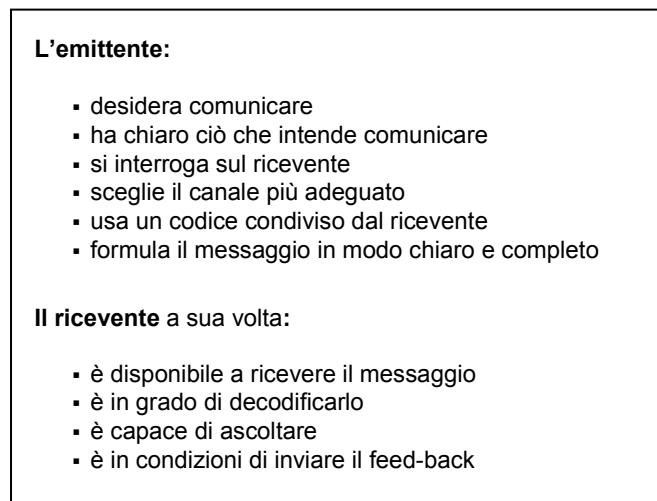 L'emittente:
▪ desidera comunicare
▪ ha chiaro ciò che intende comunicare
▪ si interroga sul ricevente
▪ sceglie il canale più adeguato
▪ usa un codice condiviso dal ricevente
▪ formula il messaggio in modo chiaro e completo
Il ricevente a sua volta:
▪ è disponibile a ricevere il messaggio
▪ è in grado di decodificarlo
▪ è capace di ascoltare
▪ è in condizioni di inviare il feed-back